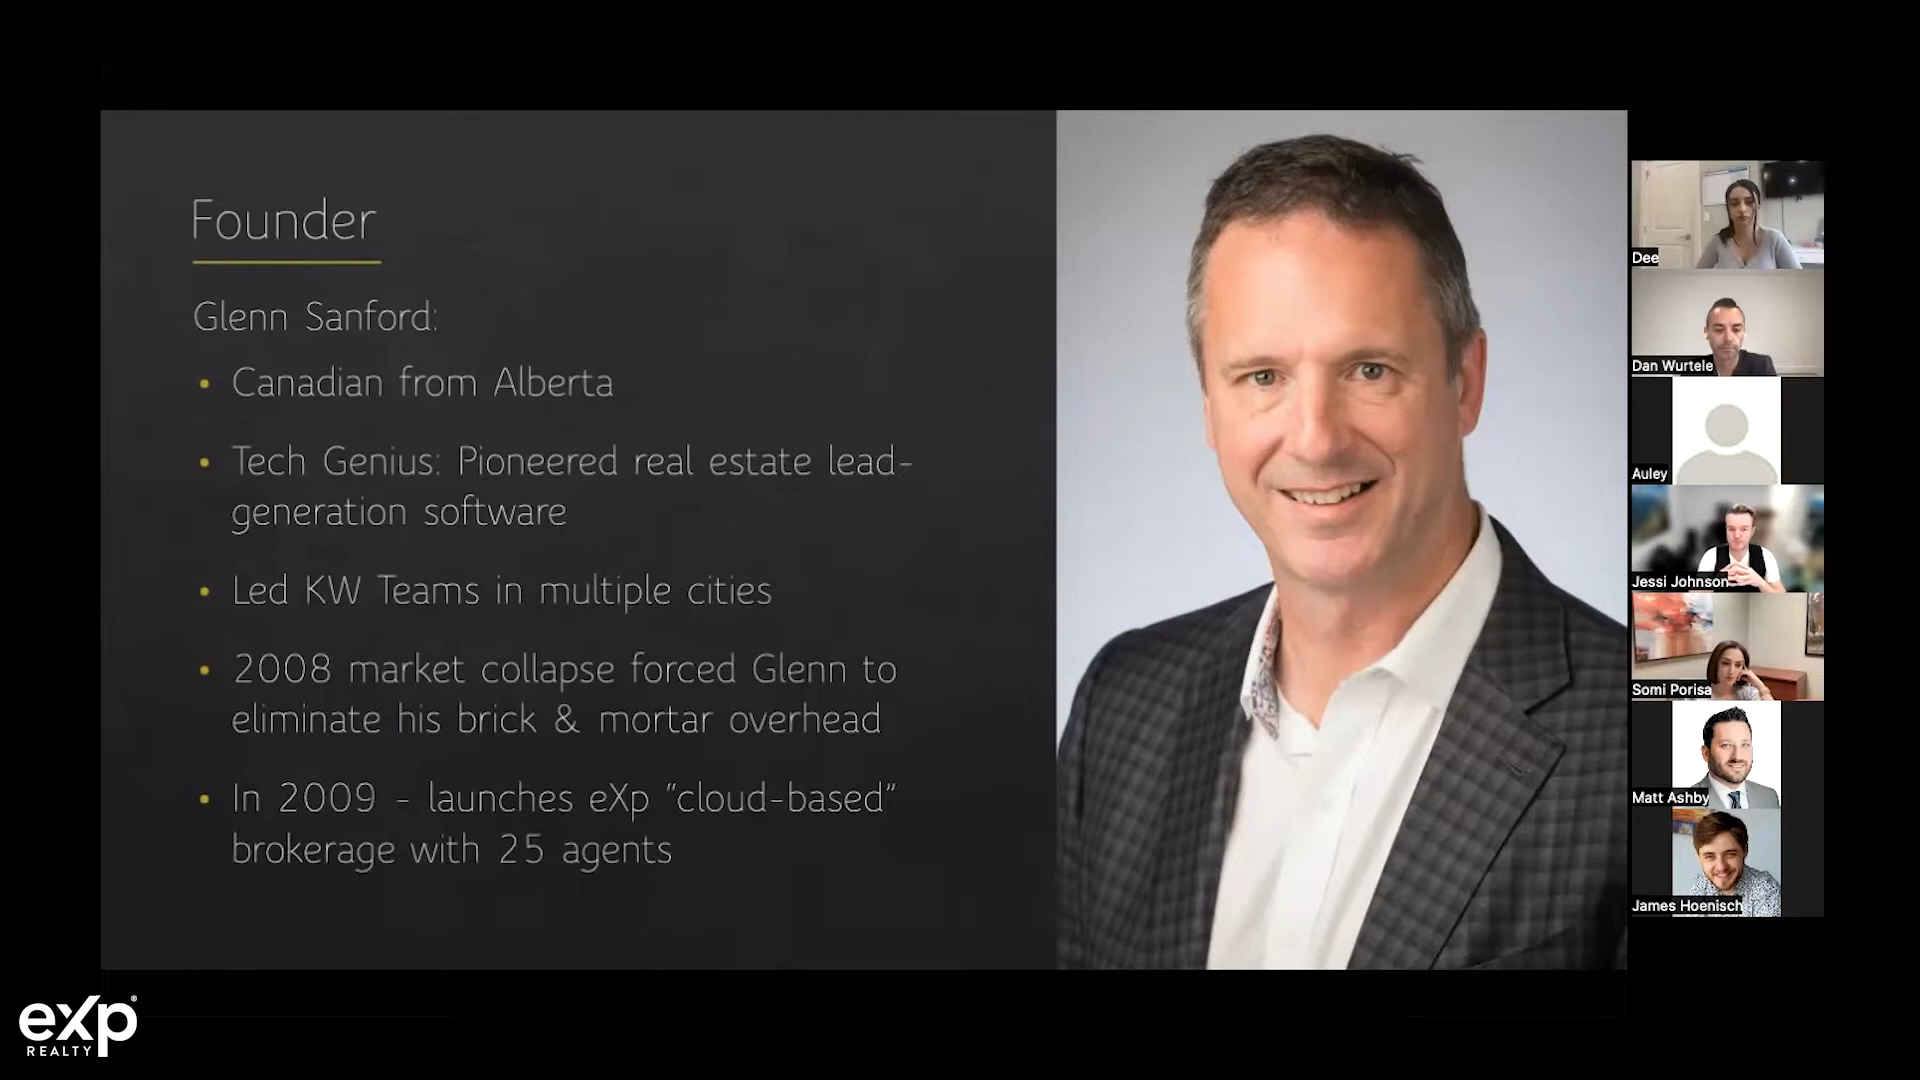 Founder
Glenn Sanford:
• Canadian from Alberta
• Tech Genius: Pioneered real estate lead-
generation software
• Led KW Teams in multiple cities
• 2008 market collapse forced Glenn to
eliminate his brick & mortar overhead
• In 2009 - launches eXp "cloud-based"
brokerage with 25 agents
Dee
Dan Wurtele
Auley
Jessi Johnson
Somi Porisa
Matt Ashby
James Hoenisch
eXp®
REALTY